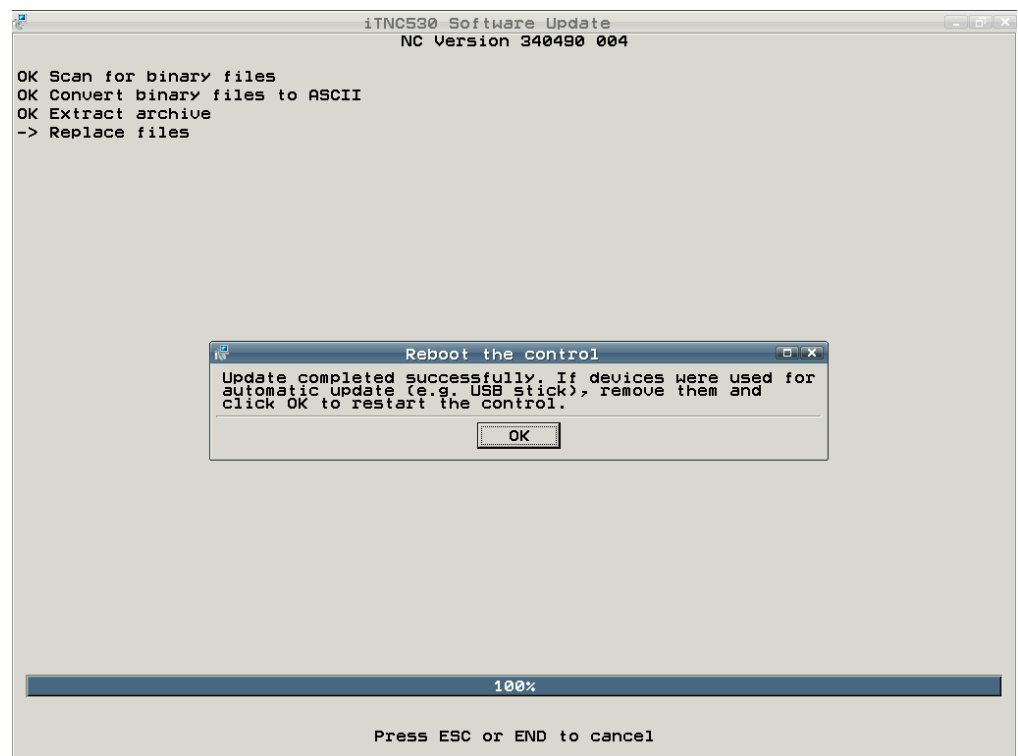 iTNC530 Software Update
NC Version 340490 004
OK Scan for binary files
OK Convert binary files to ASCII
OK Extract archive
-> Replace files
Reboot the control
Update completed successfully. If devices were used for
automatic update (e.g. USB stick), remove them and
click OK to restart the control.
OK
100%
Press ESC or END to cancel